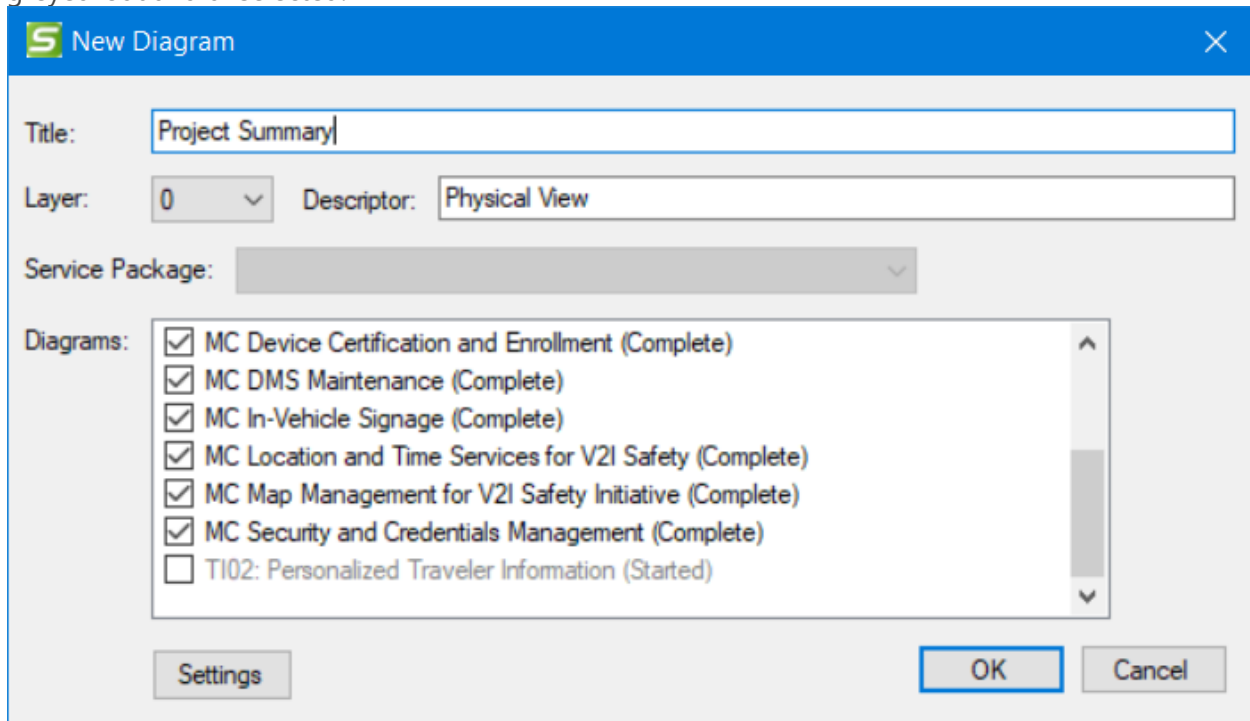 New Diagram
Title: Project Summary
Layer: 0 Descriptor: Physical View
Service Package:
Diagrams: MC Device Certification and Enrollment (Complete)
MC DMS Maintenance (Complete)
MC In-Vehicle Signage (Complete)
MC Location and Time Services for V2I Safety (Complete)
MC Map Management for V2I Safety Initiative (Complete)
MC Security and Credentials Management (Complete)
TI02: Personalized Traveler Information (Started)
Settings OK Cancel